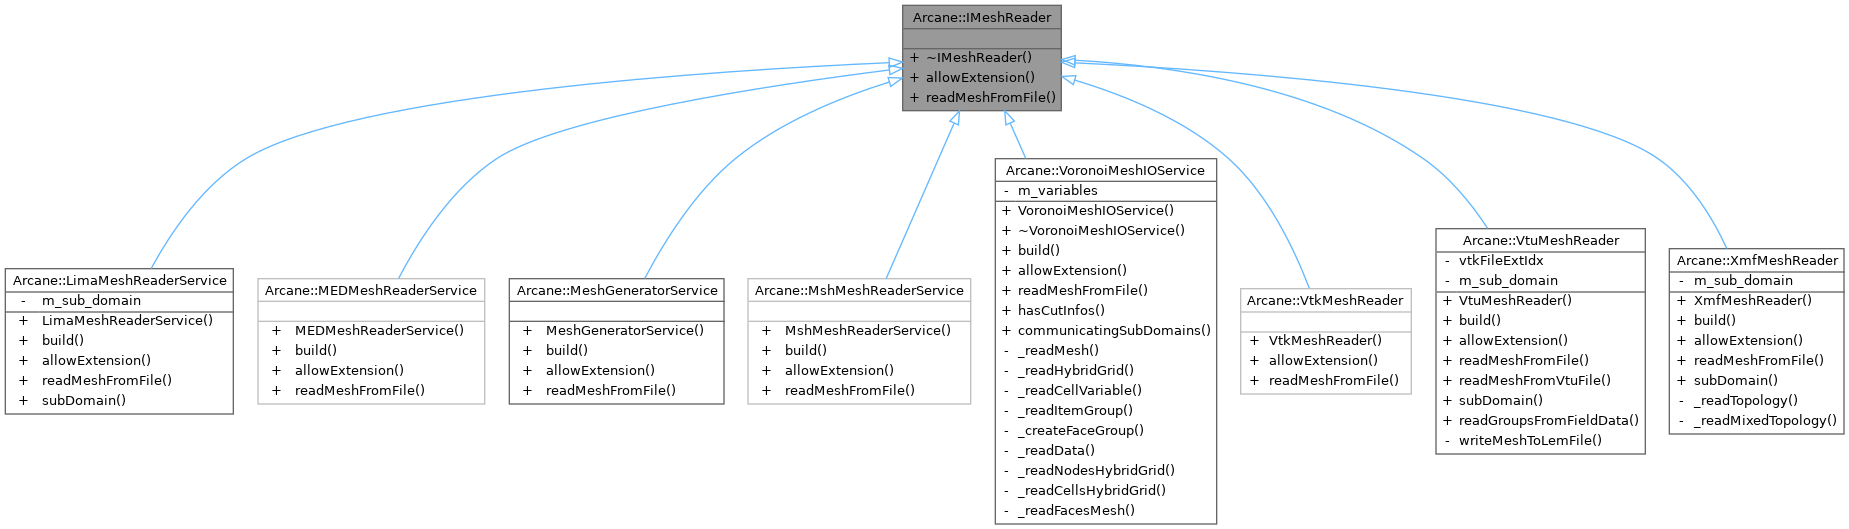 Arcane::IMeshReader
+ ~IMeshReader()
+ allowExtension()
+ readMeshFromFile()
Arcane::LimaMeshReaderService
- m_sub_domain
+ LimaMeshReaderService()
+ build()
+ allowExtension()
+ readMeshFromFile()
+ subDomain()
Arcane::MEDMeshReaderService
+ MEDMeshReaderService()
+ build()
+ allowExtension()
+ readMeshFromFile()
Arcane::MeshGeneratorService
+ MeshGeneratorService()
+ build()
+ allowExtension()
+ readMeshFromFile()
Arcane::MshMeshReaderService
+ MshMeshReaderService()
+ build()
+ allowExtension()
+ readMeshFromFile()
Arcane::VoronoiMeshIOService
- m_variables
+ VoronoiMeshIOService()
+ ~VoronoiMeshIOService()
+ build()
+ allowExtension()
+ readMeshFromFile()
+ hasCutInfos()
+ communicatingSubDomains()
- _readMesh()
- _readHybridGrid()
- _readCellVariable()
- _readItemGroup()
- _createFaceGroup()
- _readData()
- _readNodesHybridGrid()
- _readCellsHybridGrid()
- _readFacesMesh()
Arcane::VtkMeshReader
+ VtkMeshReader()
+ allowExtension()
+ readMeshFromFile()
Arcane::VtuMeshReader
- vtkFileExtIdx
- m_sub_domain
+ VtuMeshReader()
+ build()
+ allowExtension()
+ readMeshFromFile()
+ readMeshFromVtuFile()
+ subDomain()
+ readGroupsFromFieldData()
- writeMeshToLemFile()
Arcane::XmfMeshReader
- m_sub_domain
+ XmfMeshReader()
+ build()
+ allowExtension()
+ readMeshFromFile()
+ subDomain()
- _readTopology()
- _readMixedTopology()